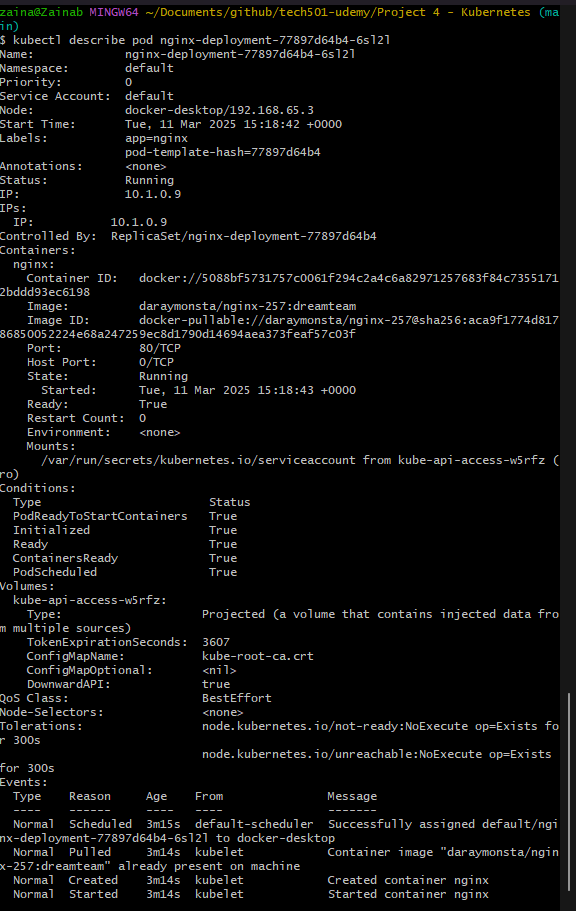 zaina@Zainab MINGW64 ~/Documents/github/tech501-udemy/Project 4 - Kubernetes (ma
in)
$ kubectl describe pod nginx-deployment-77897d64b4-6sl2l
Name:             nginx-deployment-77897d64b4-6sl2l
Namespace:        default
Priority:         0
Service Account:  default
Node:             docker-desktop/192.168.65.3
Start Time:       Tue, 11 Mar 2025 15:18:42 +0000
Labels:           app=nginx
                  pod-template-hash=77897d64b4
Annotations:      <none>
Status:           Running
IP:               10.1.0.9
IPs:
  IP:           10.1.0.9
Controlled By:  ReplicaSet/nginx-deployment-77897d64b4
Containers:
  nginx:
    Container ID:   docker://5088bf5731757c0061f294c2a4c6a82971257683f84c7355171
2bddd93ec6198
    Image:          daraymonsta/nginx-257:dreamteam
    Image ID:       docker-pullable://daraymonsta/nginx-257@sha256:aca9f1774d817
86850052224e68a247259ec8d1790d14694aea373feaf57c03f
    Port:           80/TCP
    Host Port:      0/TCP
    State:          Running
      Started:      Tue, 11 Mar 2025 15:18:43 +0000
    Ready:          True
    Restart Count:  0
    Environment:    <none>
    Mounts:
      /var/run/secrets/kubernetes.io/serviceaccount from kube-api-access-w5rfz (
ro)
Conditions:
  Type                        Status
  PodReadyToStartContainers   True
  Initialized                 True
  Ready                       True
  ContainersReady             True
  PodScheduled                True
Volumes:
  kube-api-access-w5rfz:
    Type:                    Projected (a volume that contains injected data fro
m multiple sources)
    TokenExpirationSeconds:  3607
    ConfigMapName:           kube-root-ca.crt
    ConfigMapOptional:       <nil>
    DownwardAPI:             true
QoS Class:                   BestEffort
Node-Selectors:              <none>
Tolerations:                 node.kubernetes.io/not-ready:NoExecute op=Exists fo
r 300s
                             node.kubernetes.io/unreachable:NoExecute op=Exists
for 300s
Events:
  Type    Reason     Age    From               Message
  ----    ------     ----   ----               -------
  Normal  Scheduled  3m15s  default-scheduler  Successfully assigned default/ngi
nx-deployment-77897d64b4-6sl2l to docker-desktop
  Normal  Pulled     3m14s  kubelet            Container image "daraymonsta/ngin
x-257:dreamteam" already present on machine
  Normal  Created    3m14s  kubelet            Created container nginx
  Normal  Started    3m14s  kubelet            Started container nginx